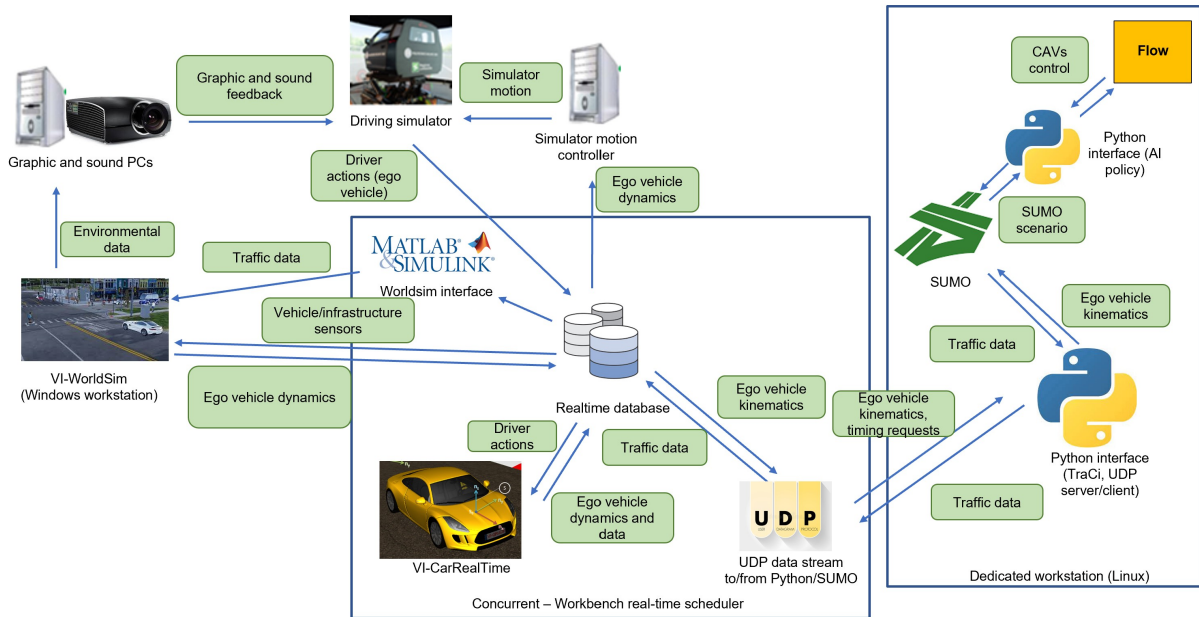 Graphic and sound
feedback
Simulator
motion
Driving simulator
Simulator motion
controller
Graphic and sound PCs
Driver
actions (ego
vehicle)
Ego vehicle
dynamics
Environmental
data
Traffic data
MATLAB®
&SIMULINK®
Worldsim interface
Vehicle/infrastructure
sensors
VI-WorldSim
(Windows workstation)
Ego vehicle dynamics
Realtime database
Driver
actions
Traffic data
Ego vehicle
kinematics
Ego vehicle
kinematics,
timing requests
Ego vehicle
dynamics and
data
VI-CarRealTime
U D P
UDP data stream
to/from Python/SUMO
Concurrent – Workbench real-time scheduler
CAVs
control
Flow
Python
interface (AI
policy)
SUMO
scenario
SUMO
Ego vehicle
kinematics
Traffic data
Python interface
(TraCi, UDP
server/client)
Traffic data
Dedicated workstation (Linux)